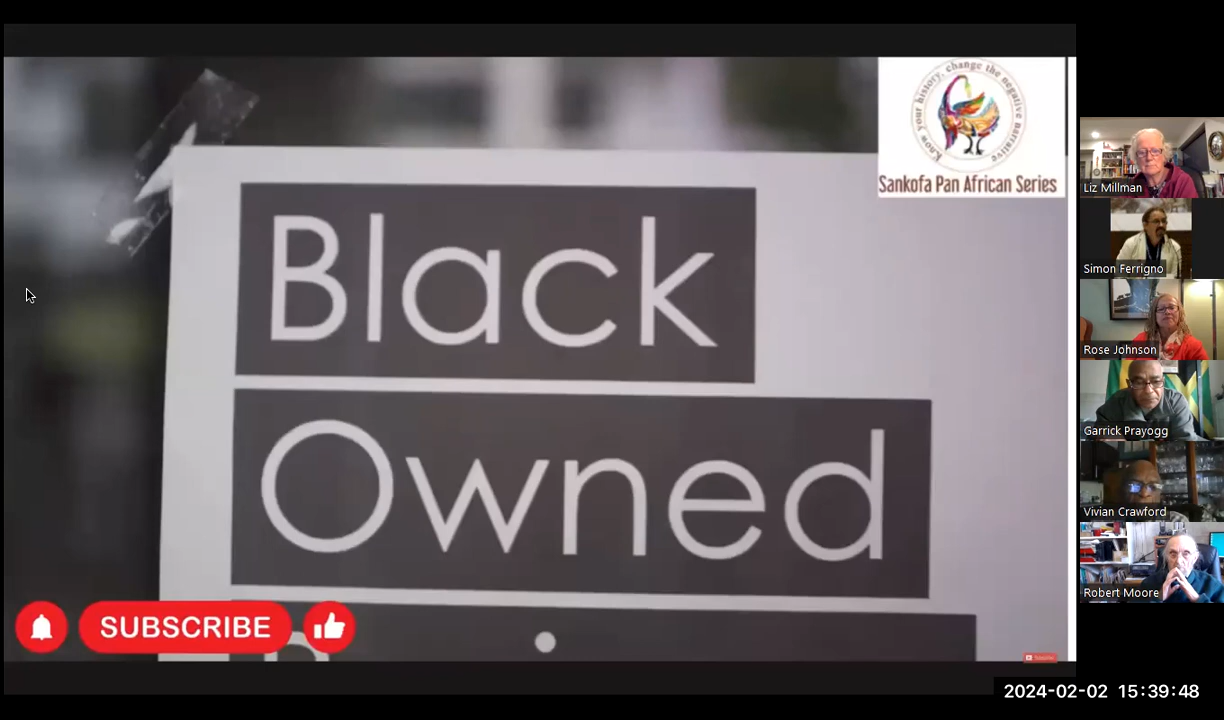 Black
Owned
Know your history, change the negative narrative
Sankofa Pan African Series
SUBSCRIBE
Liz Millman
Simon Ferrigno
Rose Johnson
Garrick Prayogg
Vivian Crawford
Robert Moore
2024-02-02 15:39:48